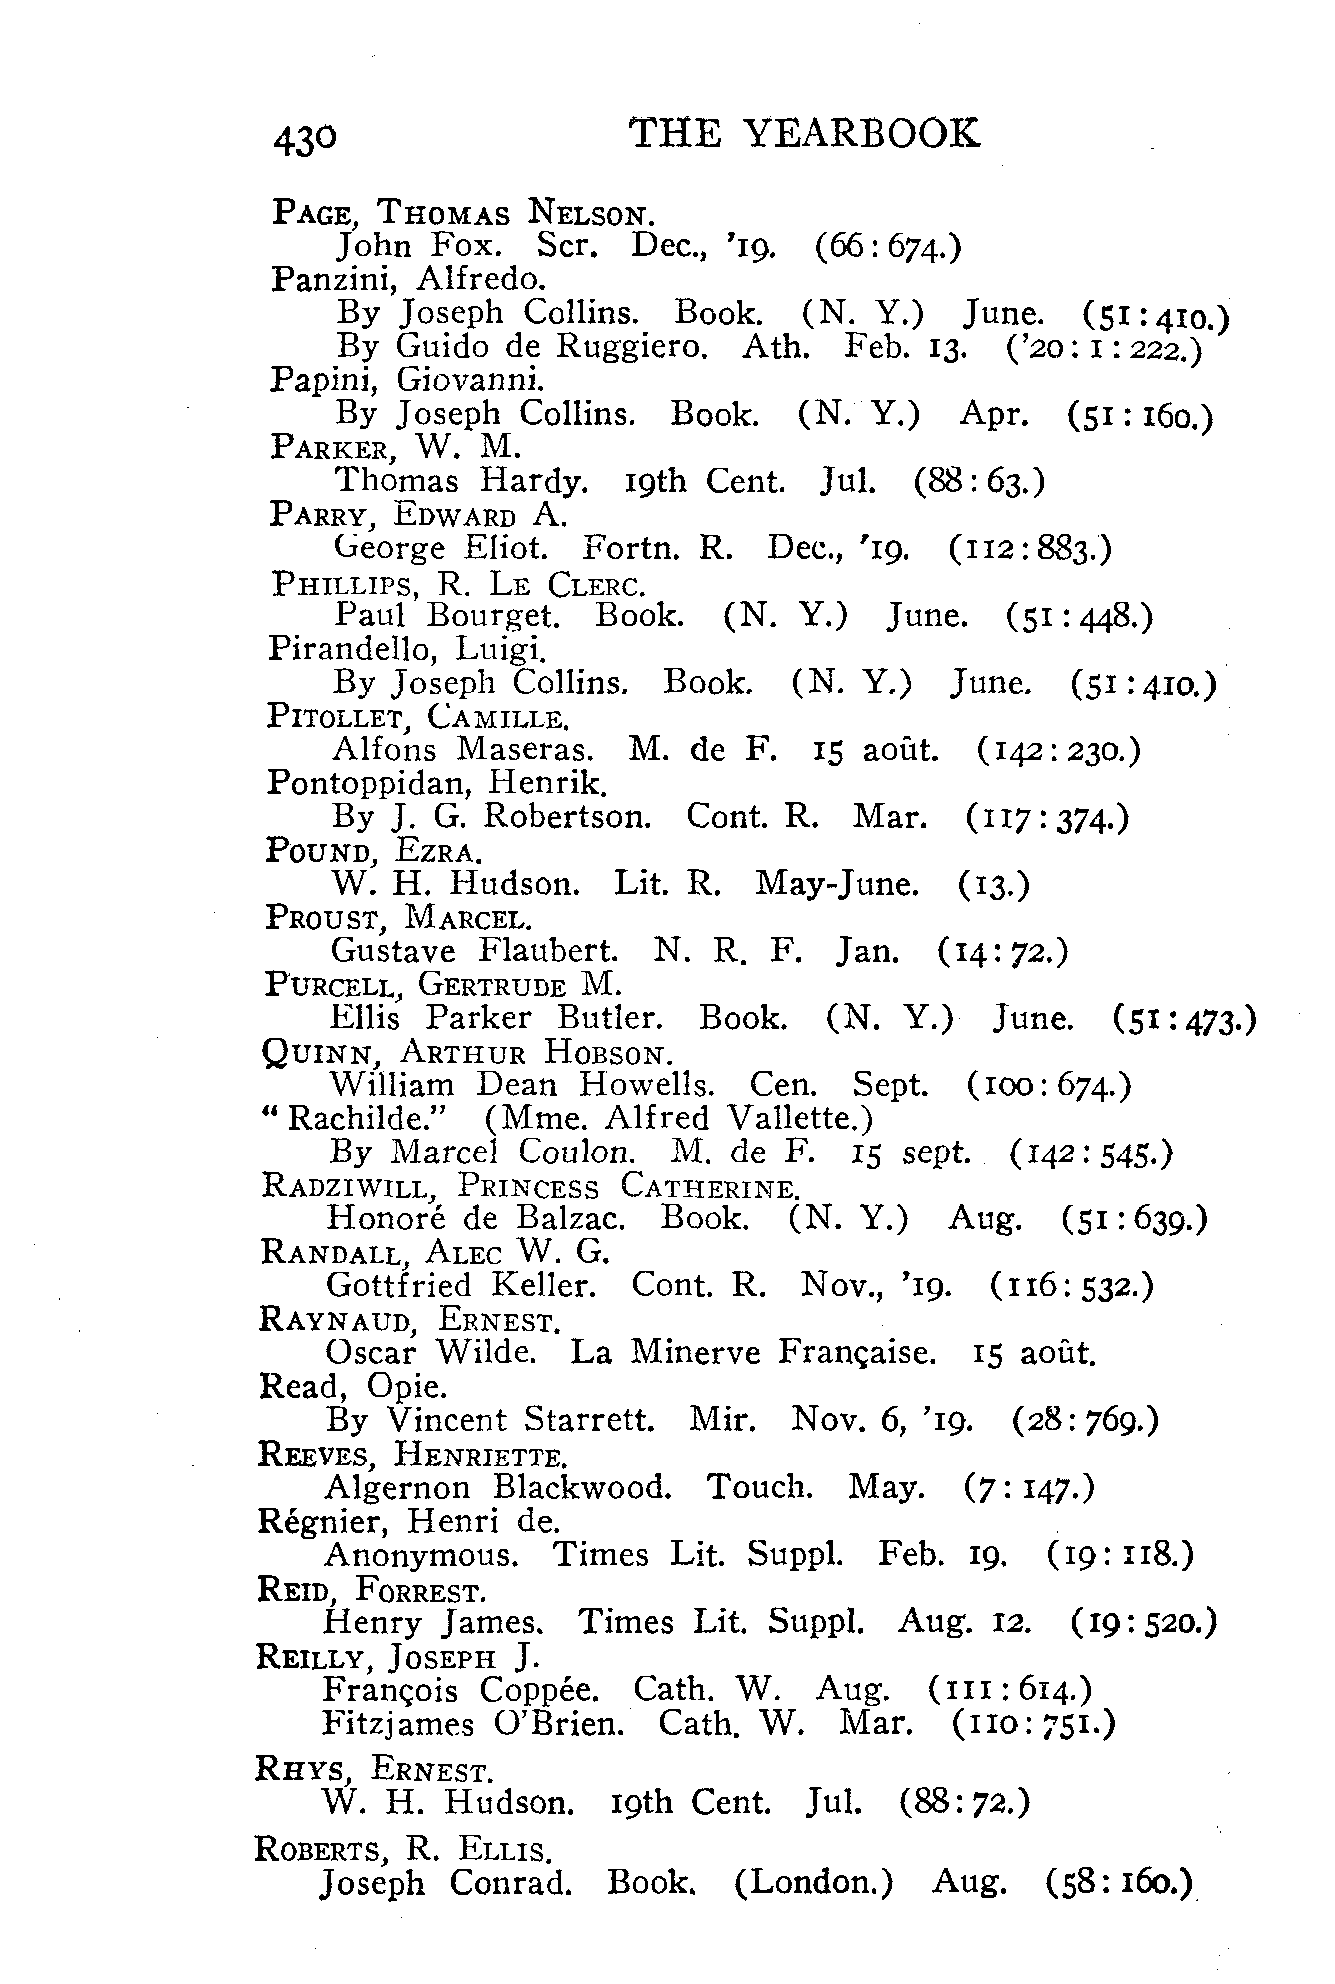 430 THE YEARBOOK
PAGE, THOMAS NELSON.
John Fox. Scr. Dec., '19. (66:674.)
Panzini, Alfredo.
By Joseph Collins. Book. (N. Y.) June. (51:410.)
By Guido de Ruggiero. Ath. Feb. 13. ('20:1:222.)
Papini, Giovanni.
By Joseph Collins. Book. (N. Y.) Apr. (51:160.)
PARKER, W. M.
Thomas Hardy. 19th Cent. Jul. (88:63.)
PARRY, EDWARD A.
George Eliot. Fortn. R. Dec., '19. (112:883.)
PHILLIPS, R. LE CLERC.
Paul Bourget. Book. (N. Y.) June. (51:448.)
Pirandello, Luigi.
By Joseph Collins. Book. (N. Y.) June. (51:410.)
PITOLLET, CAMILLE.
Alfons Maseras. M. de F. 15 août. (142:230.)
Pontoppidan, Henrik.
By J. G. Robertson. Cont. R. Mar. (117:374.)
POUND, EZRA.
W. H. Hudson. Lit. R. May-June. (13.)
PROUST, MARCEL.
Gustave Flaubert. N. R. F. Jan. (14:72.)
PURCELL, GERTRUDE M.
Ellis Parker Butler. Book. (N. Y.) June. (51:473.)
QUINN, ARTHUR HOBSON.
William Dean Howells. Cen. Sept. (100:674.)
"Rachilde." (Mme. Alfred Vallette.)
By Marcel Coulon. M. de F. 15 sept. (142:545.)
RADZIWILL, PRINCESS CATHERINE.
Honoré de Balzac. Book. (N. Y.) Aug. (51:639.)
RANDALL, ALEC W. G.
Gottfried Keller. Cont. R. Nov., '19. (116:532.)
RAYNAUD, ERNEST.
Oscar Wilde. La Minerve Française. 15 août.
Read, Opie.
By Vincent Starrett. Mir. Nov. 6, '19. (28:769.)
REEVES, HENRIETTE.
Algernon Blackwood. Touch. May. (7:147.)
Régnier, Henri de.
Anonymous. Times Lit. Suppl. Feb. 19. (19:118.)
REID, FORREST.
Henry James. Times Lit. Suppl. Aug. 12. (19:520.)
REILLY, JOSEPH J.
François Coppée. Cath. W. Aug. (111:614.)
Fitzjames O'Brien. Cath. W. Mar. (110:751.)
RHYS, ERNEST.
W. H. Hudson. 19th Cent. Jul. (88:72.)
ROBERTS, R. ELLIS.
Joseph Conrad. Book. (London.) Aug. (58:160.)